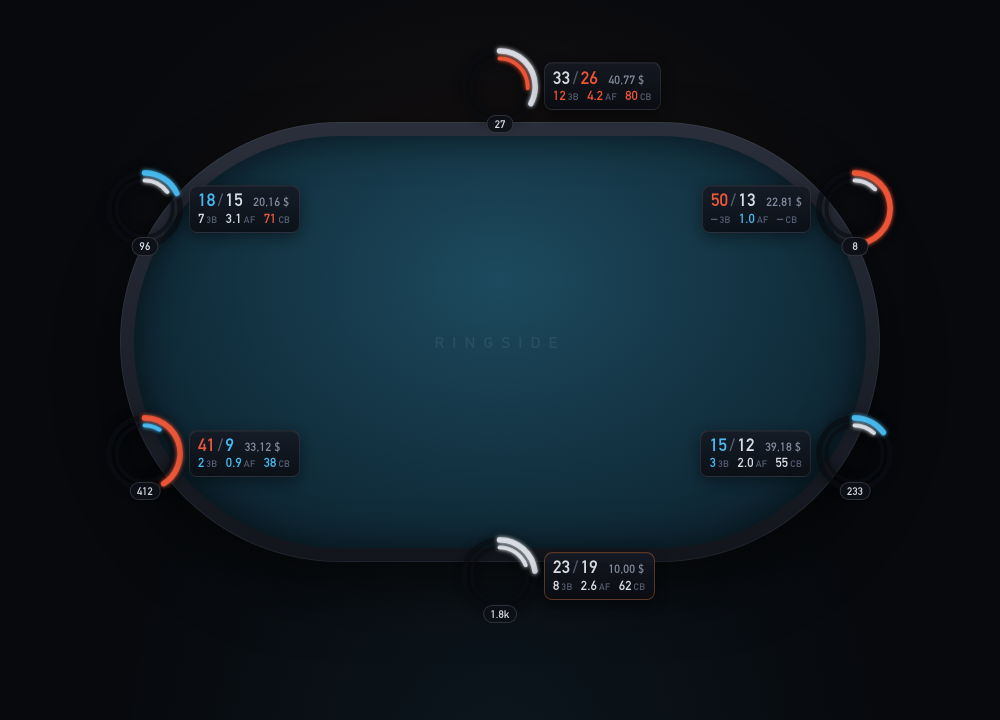 33/26 40,77 $
12 3B 4.2 AF 80 CB
27
18/15 20,16 $
7 3B 3.1 AF 71 CB
96
50/13 22,81 $
– 3B 1.0 AF – CB
8
RINGSIDE
41/9 33,12 $
2 3B 0.9 AF 38 CB
412
15/12 39,18 $
3 3B 2.0 AF 55 CB
233
23/19 10,00 $
8 3B 2.6 AF 62 CB
1.8k